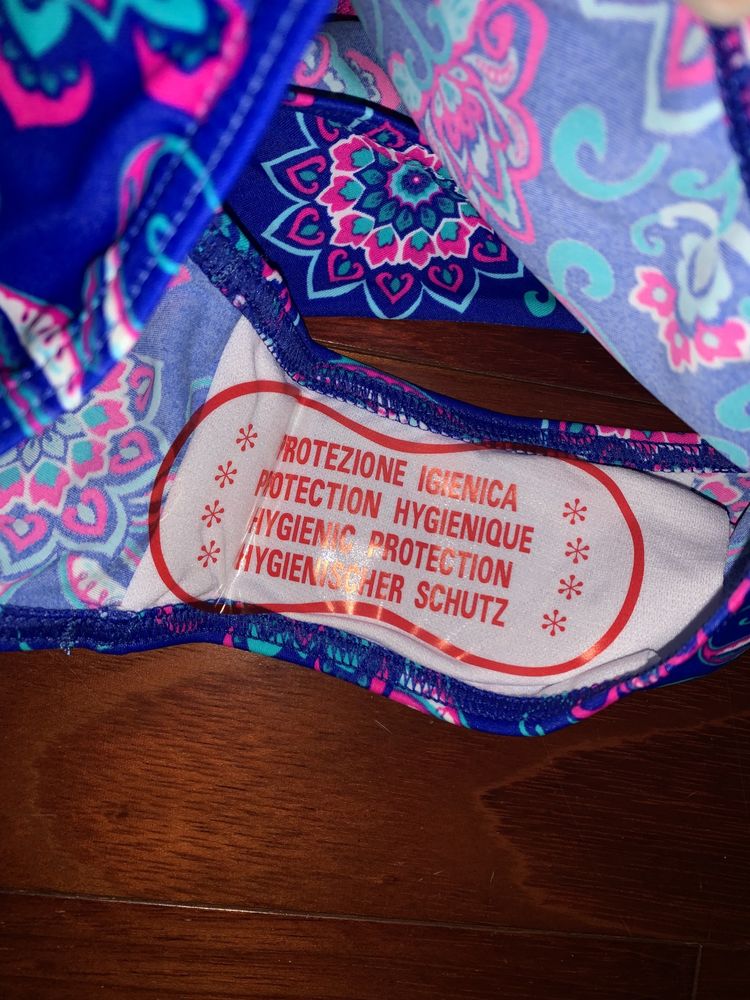 PROTEZIONE IGIENICA
PROTECTION HYGIENIQUE
HYGIENIC PROTECTION
HYGIENISCHER SCHUTZ